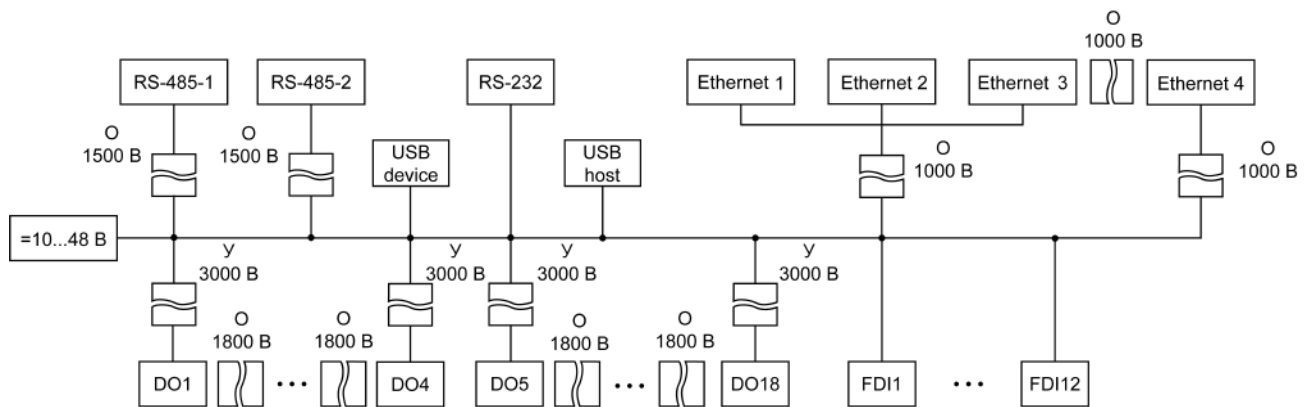 О
1000 В
RS-485-1
RS-485-2
RS-232
Ethernet 1
Ethernet 2
Ethernet 3
Ethernet 4
О
1500 В
О
1500 В
USB
device
USB
host
О
1000 В
О
1000 В
=10...48 В
У
3000 В
У
3000 В
У
3000 В
У
3000 В
О
1800 В
О
1800 В
О
1800 В
О
1800 В
DO1
...
DO4
DO5
...
DO18
FDI1
...
FDI12